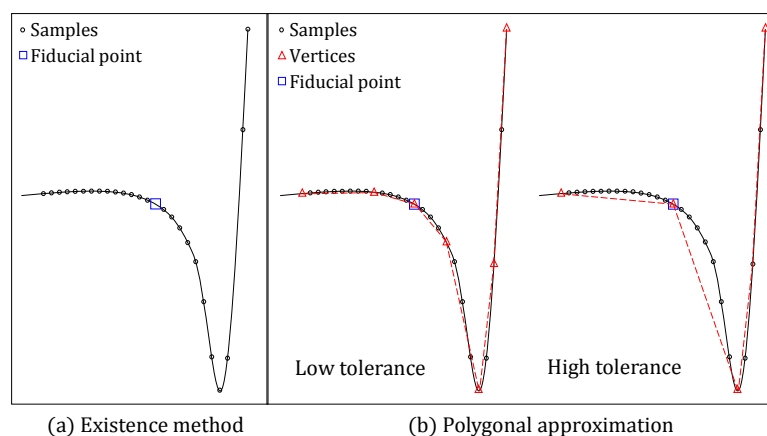 Samples
Fiducial point
Samples
Vertices
Fiducial point
Low tolerance
High tolerance
(a) Existence method
(b) Polygonal approximation